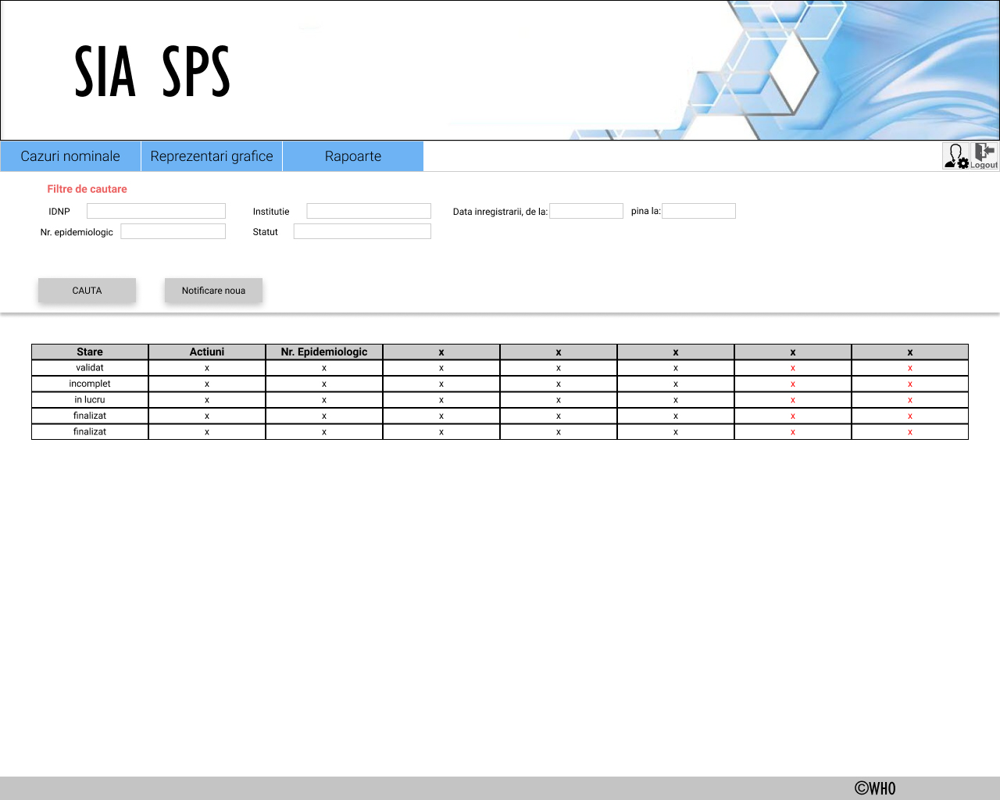 SIA SPS
Cazuri nominale Reprezentari grafice Rapoarte Logout
Filtre de cautare
IDNP Institutie Data inregistrarii, de la: pina la:
Nr. epidemiologic Statut
CAUTA Notificare noua
Stare Actiuni Nr. Epidemiologic x x x x x
validat x x x x x x x
incomplet x x x x x x x
in lucru x x x x x x x
finalizat x x x x x x x
finalizat x x x x x x x
©WHO